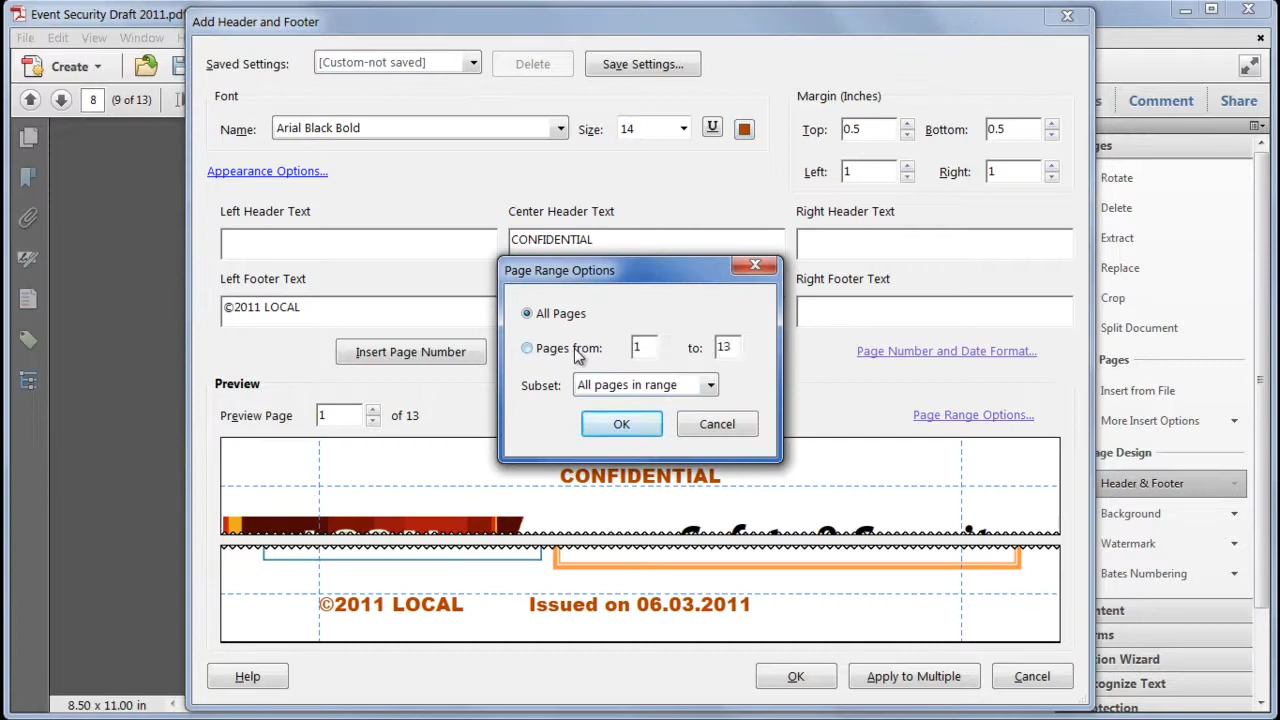 Event Security Draft 2011.pdf
Add Header and Footer
File Edit View Window
Saved Settings: [Custom-not saved] Delete Save Settings...
Create
8 (9 of 13)
Comment Share
Font
Name: Arial Black Bold Size: 14 U
Margin (Inches)
Top: 0.5 Bottom: 0.5
Left: 1 Right: 1
Appearance Options...
Left Header Text Center Header Text Right Header Text
CONFIDENTIAL
Left Footer Text Right Footer Text
©2011 LOCAL
Insert Page Number
Page Number and Date Format...
Preview
Preview Page 1 of 13
Page Range Options...
Page Range Options
All Pages
Pages from: 1 to: 13
Subset: All pages in range
OK Cancel
CONFIDENTIAL
©2011 LOCAL Issued on 06.03.2011
Help OK Apply to Multiple Cancel
8.50 x 11.00 in
Rotate
Delete
Extract
Replace
Crop
Split Document
Pages
Insert from File
More Insert Options
Header & Footer
Background
Watermark
Bates Numbering